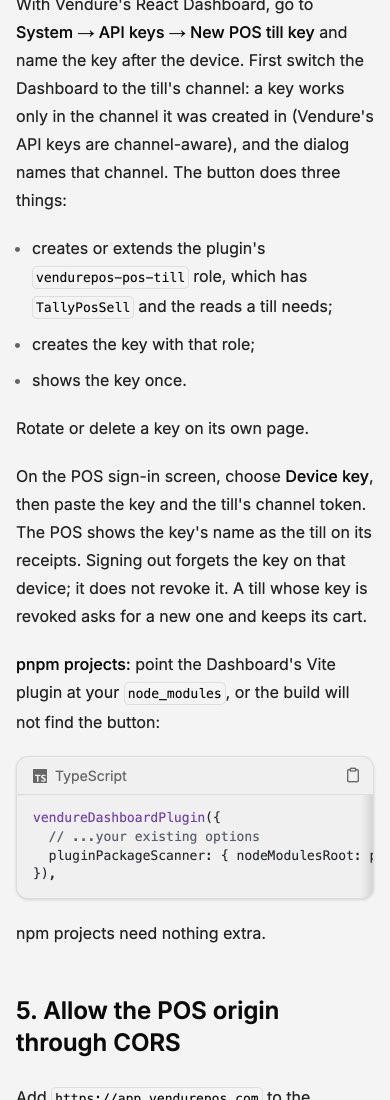 With Vendure's React Dashboard, go to
System → API keys → New POS till key and
name the key after the device. First switch the
Dashboard to the till's channel: a key works
only in the channel it was created in (Vendure's
API keys are channel-aware), and the dialog
names that channel. The button does three
things:
creates or extends the plugin's
vendurepos-pos-till role, which has
TallyPosSell and the reads a till needs;
creates the key with that role;
shows the key once.
Rotate or delete a key on its own page.
On the POS sign-in screen, choose Device key,
then paste the key and the till's channel token.
The POS shows the key's name as the till on its
receipts. Signing out forgets the key on that
device; it does not revoke it. A till whose key is
revoked asks for a new one and keeps its cart.
pnpm projects: point the Dashboard's Vite
plugin at your node_modules, or the build will
not find the button:
TS TypeScript
vendureDashboardPlugin({
// ...your existing options
pluginPackageScanner: { nodeModulesRoot:
}),
npm projects need nothing extra.
5. Allow the POS origin
through CORS
Add https://app.vendurepos.com to the